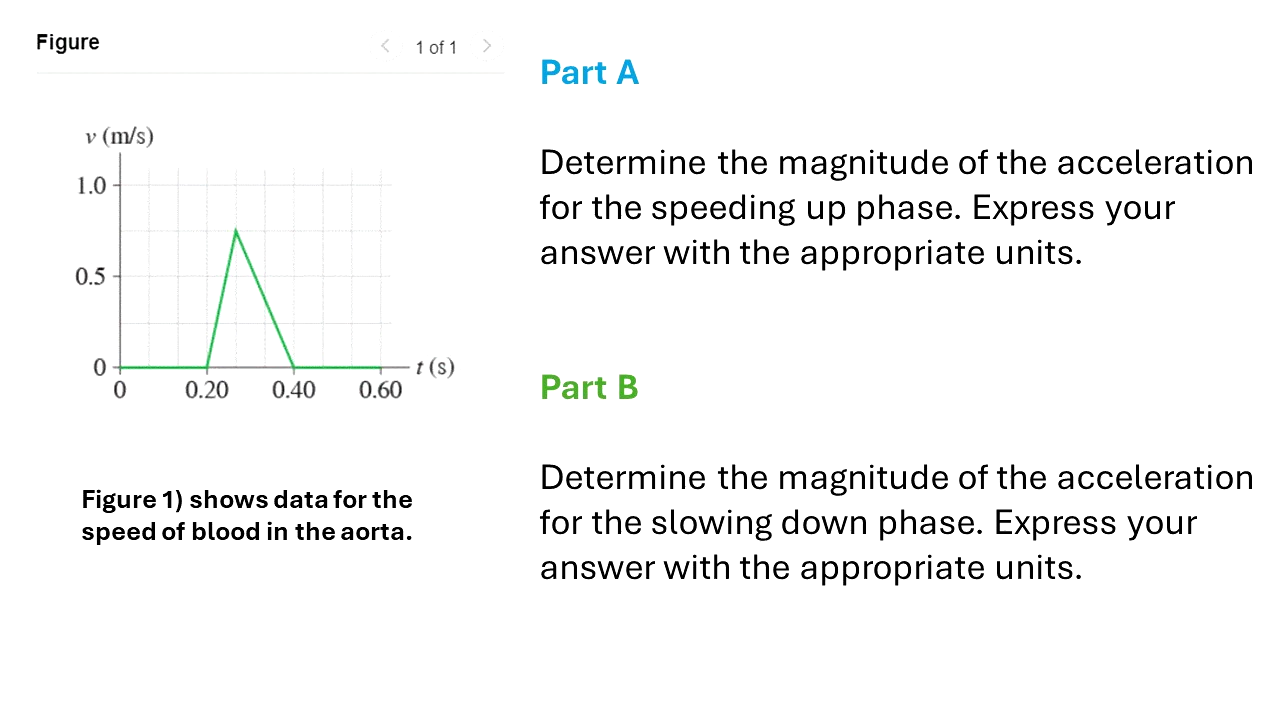 Figure
1 of 1
v (m/s)
1.0
0.5
0
t (s)
0 0.20 0.40 0.60
Figure 1) shows data for the
speed of blood in the aorta.
Part A
Determine the magnitude of the acceleration
for the speeding up phase. Express your
answer with the appropriate units.
Part B
Determine the magnitude of the acceleration
for the slowing down phase. Express your
answer with the appropriate units.